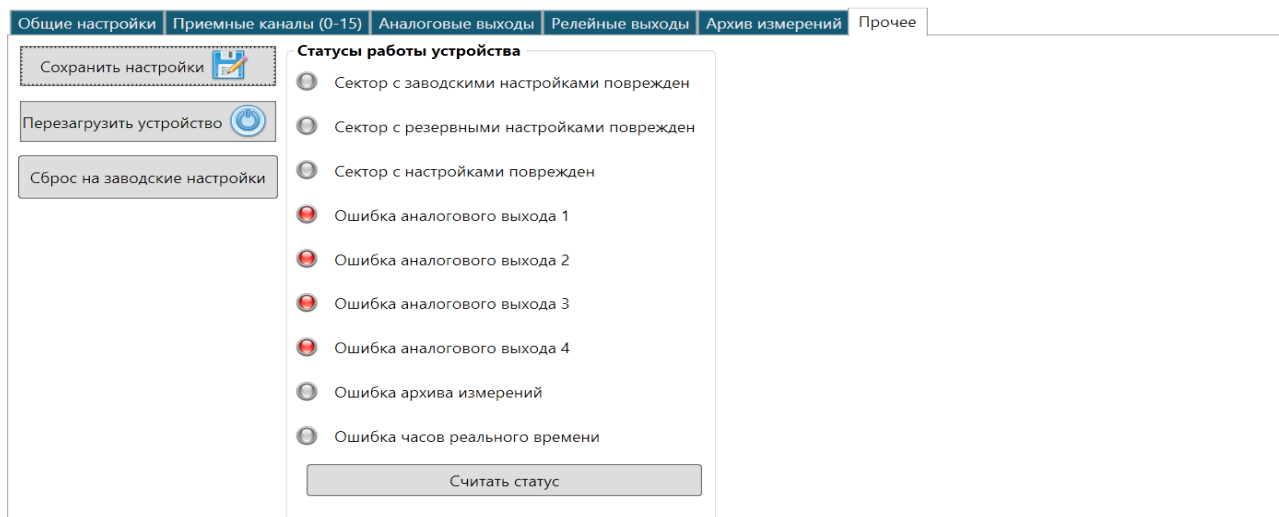 Общие настройки
Приемные каналы (0-15)
Аналоговые выходы
Релейные выходы
Архив измерений
Прочее
Сохранить настройки
Перезагрузить устройство
Сброс на заводские настройки
Статусы работы устройства
Сектор с заводскими настройками поврежден
Сектор с резервными настройками поврежден
Сектор с настройками поврежден
Ошибка аналогового выхода 1
Ошибка аналогового выхода 2
Ошибка аналогового выхода 3
Ошибка аналогового выхода 4
Ошибка архива измерений
Ошибка часов реального времени
Считать статус